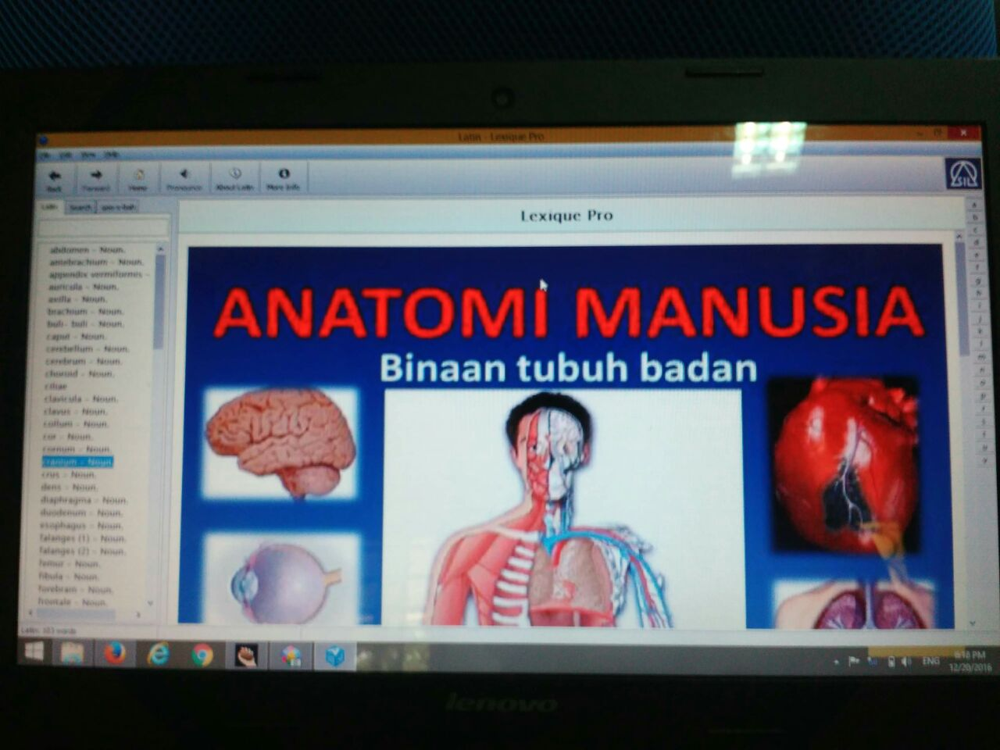 Latin - Lexique Pro
File Edit View Help
Back Forward Home Pronounce About Latin More Info
SIL
Latin Search
Lexique Pro
abdomen - Noun.
antebrachium - Noun.
appendix vermiformis -
auricula - Noun.
axilla - Noun.
brachium - Noun.
buli - buli - Noun.
caput - Noun.
cerebellum - Noun.
cerebrum - Noun.
choroid - Noun.
ciliae
clavicula - Noun.
clavus - Noun.
collum - Noun.
cor - Noun.
cornum - Noun.
cranium - Noun.
crus - Noun.
dens - Noun.
diaphragma - Noun.
duodenum - Noun.
esophagus - Noun.
falanges (1) - Noun.
falanges (2) - Noun.
femur - Noun.
fibula - Noun.
forebrain - Noun.
frontale - Noun.
ANATOMI MANUSIA
Binaan tubuh badan
Latin: 103 words
ENG
6:18 PM
12/20/2016
lenovo